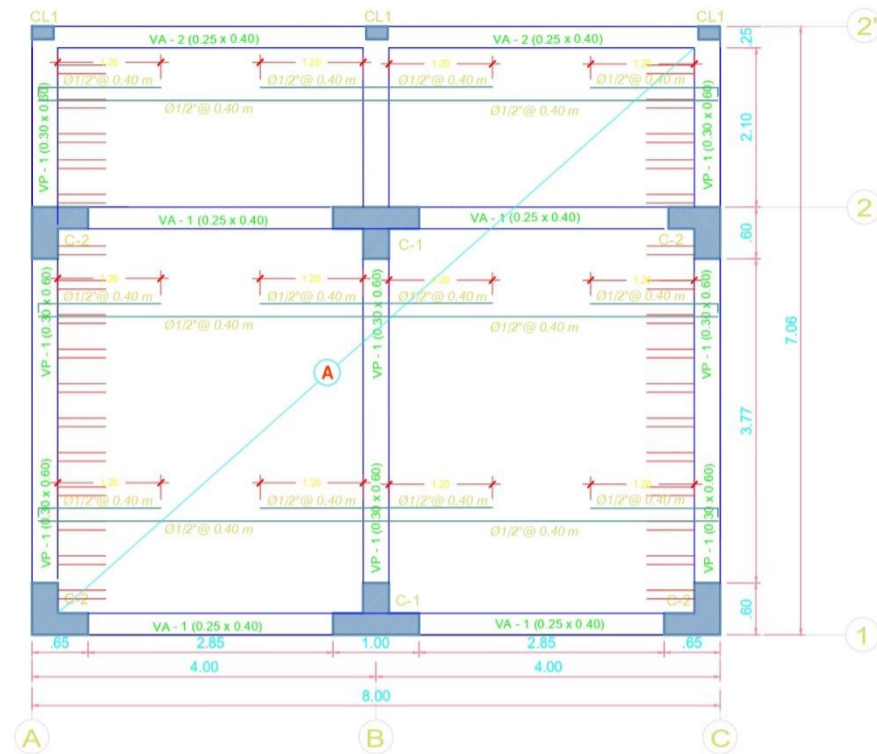 CL1 CL1 CL1
2'
VA - 2 (0.25 x 0.40) VA - 2 (0.25 x 0.40)
.25
1.20 1.20 1.20 1.20
Ø1/2"@ 0.40 m Ø1/2"@ 0.40 m Ø1/2"@ 0.40 m Ø1/2"@ 0.40 m
Ø1/2"@ 0.40 m Ø1/2"@ 0.40 m
VP - 1 (0.30 x 0.60) VP - 1 (0.30 x 0.60)
2.10
VA - 1 (0.25 x 0.40) VA - 1 (0.25 x 0.40)
2
C-2 C-1 C-2
.60
1.20 1.20 1.20 1.20
Ø1/2"@ 0.40 m Ø1/2"@ 0.40 m Ø1/2"@ 0.40 m Ø1/2"@ 0.40 m
Ø1/2"@ 0.40 m Ø1/2"@ 0.40 m
VP - 1 (0.30 x 0.60) VP - 1 (0.30 x 0.60) VP - 1 (0.30 x 0.60)
7.06
A
3.77
1.20 1.20 1.20 1.20
Ø1/2"@ 0.40 m Ø1/2"@ 0.40 m Ø1/2"@ 0.40 m Ø1/2"@ 0.40 m
Ø1/2"@ 0.40 m Ø1/2"@ 0.40 m
VP - 1 (0.30 x 0.60) VP - 1 (0.30 x 0.60) VP - 1 (0.30 x 0.60)
C-2 C-1 C-2
.60
VA - 1 (0.25 x 0.40) VA - 1 (0.25 x 0.40)
1
.65 2.85 1.00 2.85 .65
4.00 4.00
8.00
A B C